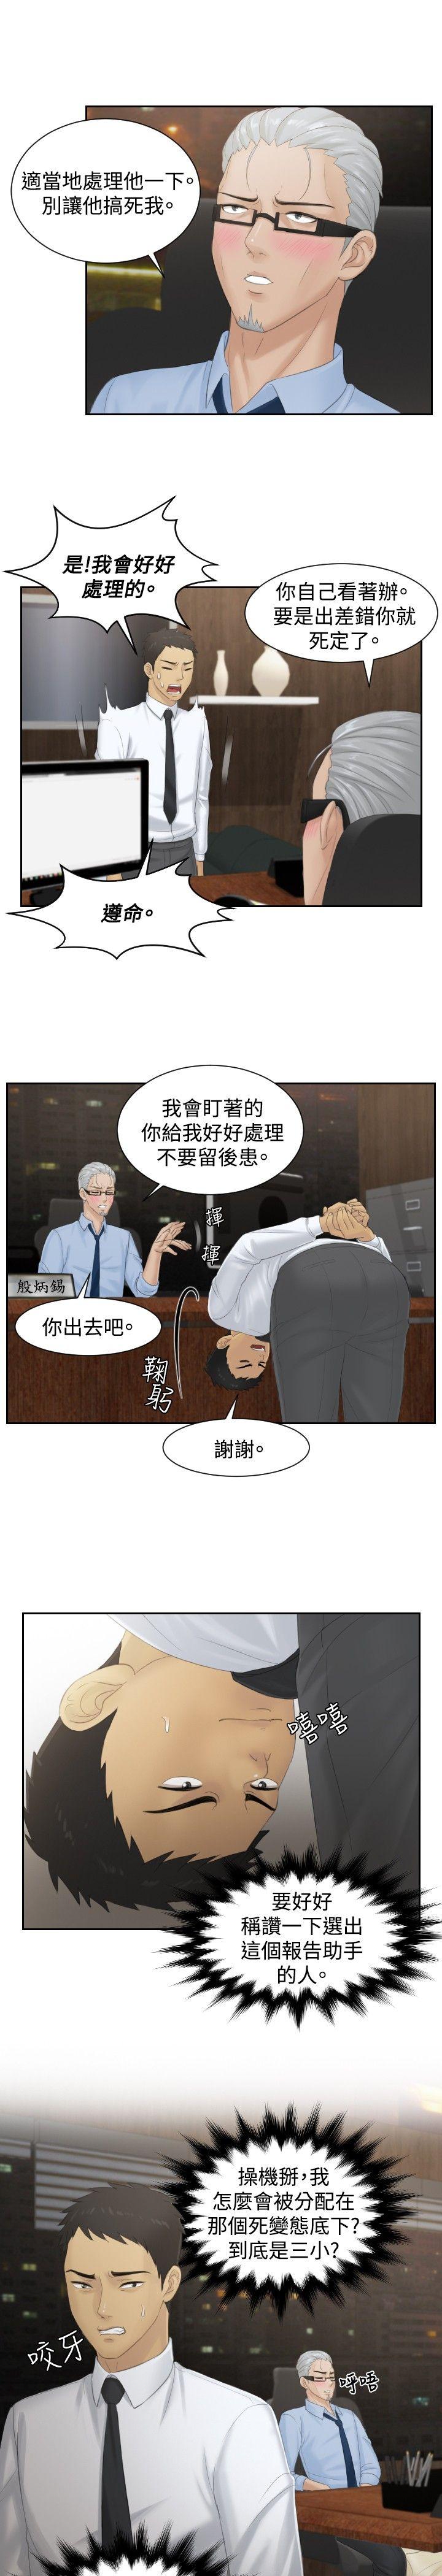 適當地處理他一下。
別讓他搞死我。
是!我會好好
處理的。
你自己看著辦。
要是出差錯你就
死定了。
遵命。
我會盯著的
你給我好好處理
不要留後患。
揮
揮
殷炳錫
你出去吧。
鞠躬
謝謝。
嘻嘻
要好好
稱讚一下選出
這個報告助手
的人。
操機掰,我
怎麼會被分配在
那個死變態底下?
到底是三小?
咬牙
呼唔